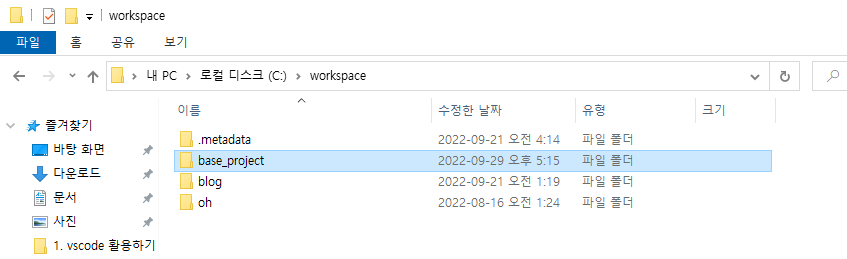 workspace
파일 홈 공유 보기
내 PC 로컬 디스크 (C:) workspace
이름 수정한 날짜 유형 크기
즐겨찾기
바탕 화면
다운로드
문서
사진
1. vscode 활용하기
.metadata 2022-09-21 오전 4:14 파일 폴더
base_project 2022-09-29 오후 5:15 파일 폴더
blog 2022-09-21 오전 1:19 파일 폴더
oh 2022-08-16 오전 1:24 파일 폴더